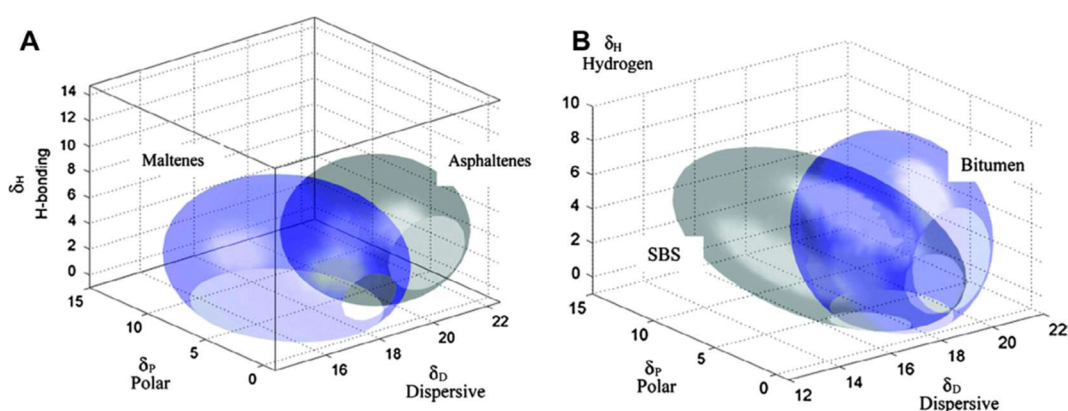 A
14
12
10
8
6
4
2
0
δH
H-bonding
15
10
5
0
δP
Polar
16
18
20
22
δD
Dispersive
Maltenes
Asphaltenes
B
δH
Hydrogen
10
8
6
4
2
0
15
10
5
0
δP
Polar
12
14
16
18
20
22
δD
Dispersive
SBS
Bitumen